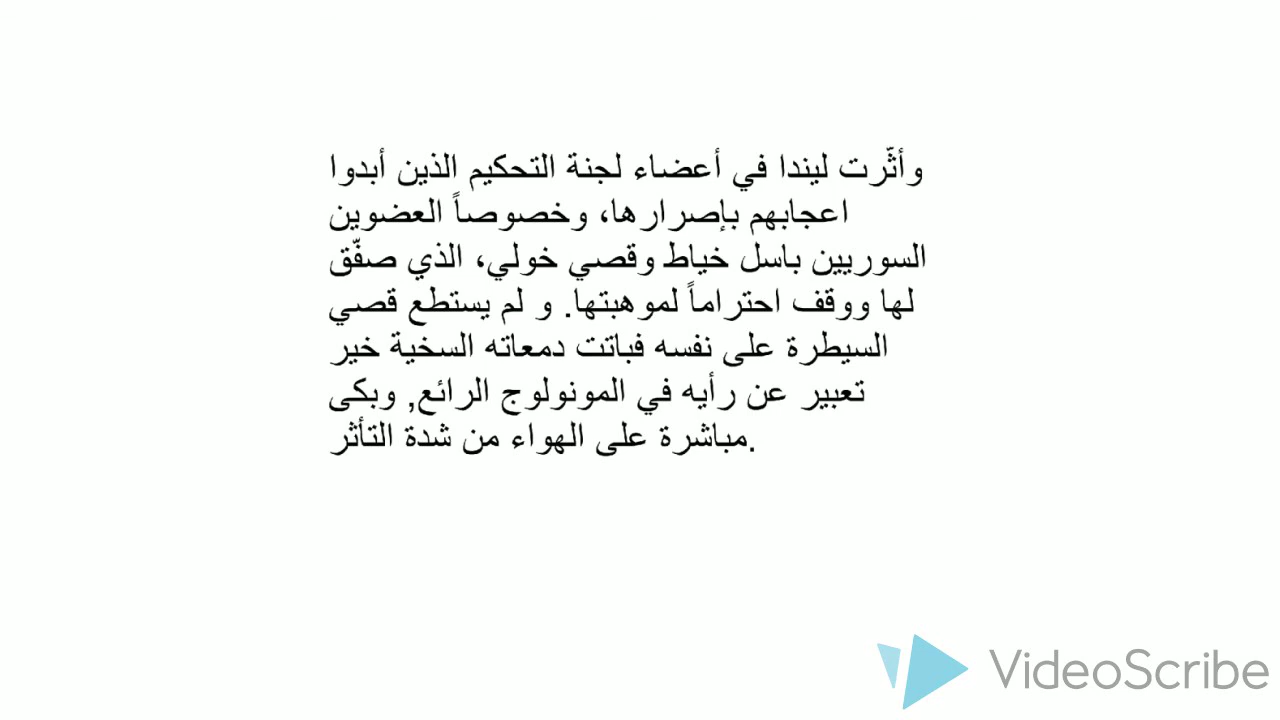 وأثّرت ليندا في أعضاء لجنة التحكيم الذين أبدوا
اعجابهم بإصرارها، وخصوصاً العضوين
السوريين باسل خياط وقصي خولي، الذي صفّق
لها ووقف احتراماً لموهبتها. و لم يستطع قصي
السيطرة على نفسه فباتت دمعاته السخية خير
تعبير عن رأيه في المونولوج الرائع, وبكى
مباشرة على الهواء من شدة التأثر.
VideoScribe